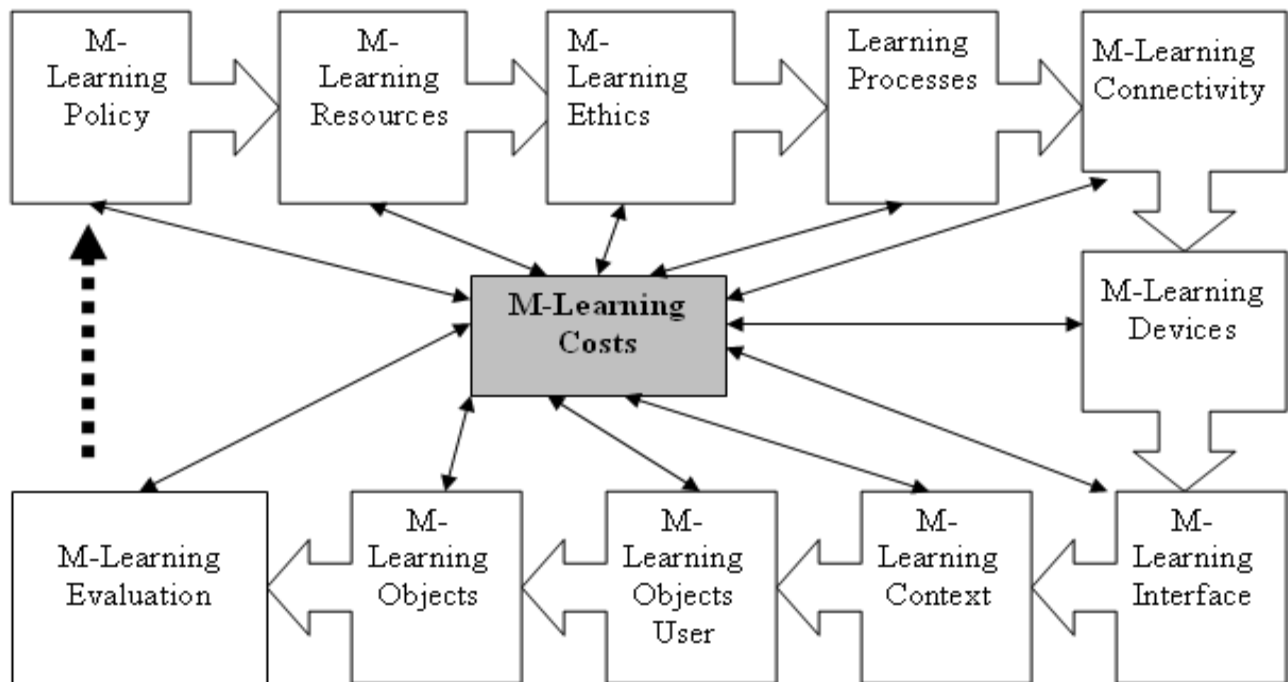 M-
Learning
Policy
M-
Learning
Resources
M-
Learning
Ethics
Learning
Processes
M-Learning
Connectivity
M-Learning
Costs
M-Learning
Devices
M-Learning
Evaluation
M-
Learning
Objects
M-
Learning
Objects
User
M-
Learning
Context
M-
Learning
Interface